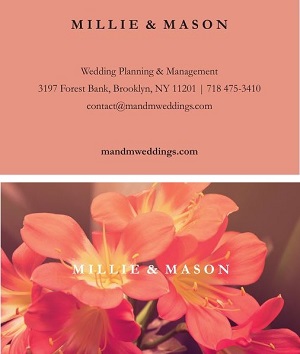 MILLIE & MASON
Wedding Planning & Management
3197 Forest Bank, Brooklyn, NY 11201 | 718 475-3410
contact@mandmweddings.com
mandmweddings.com
MILLIE & MASON